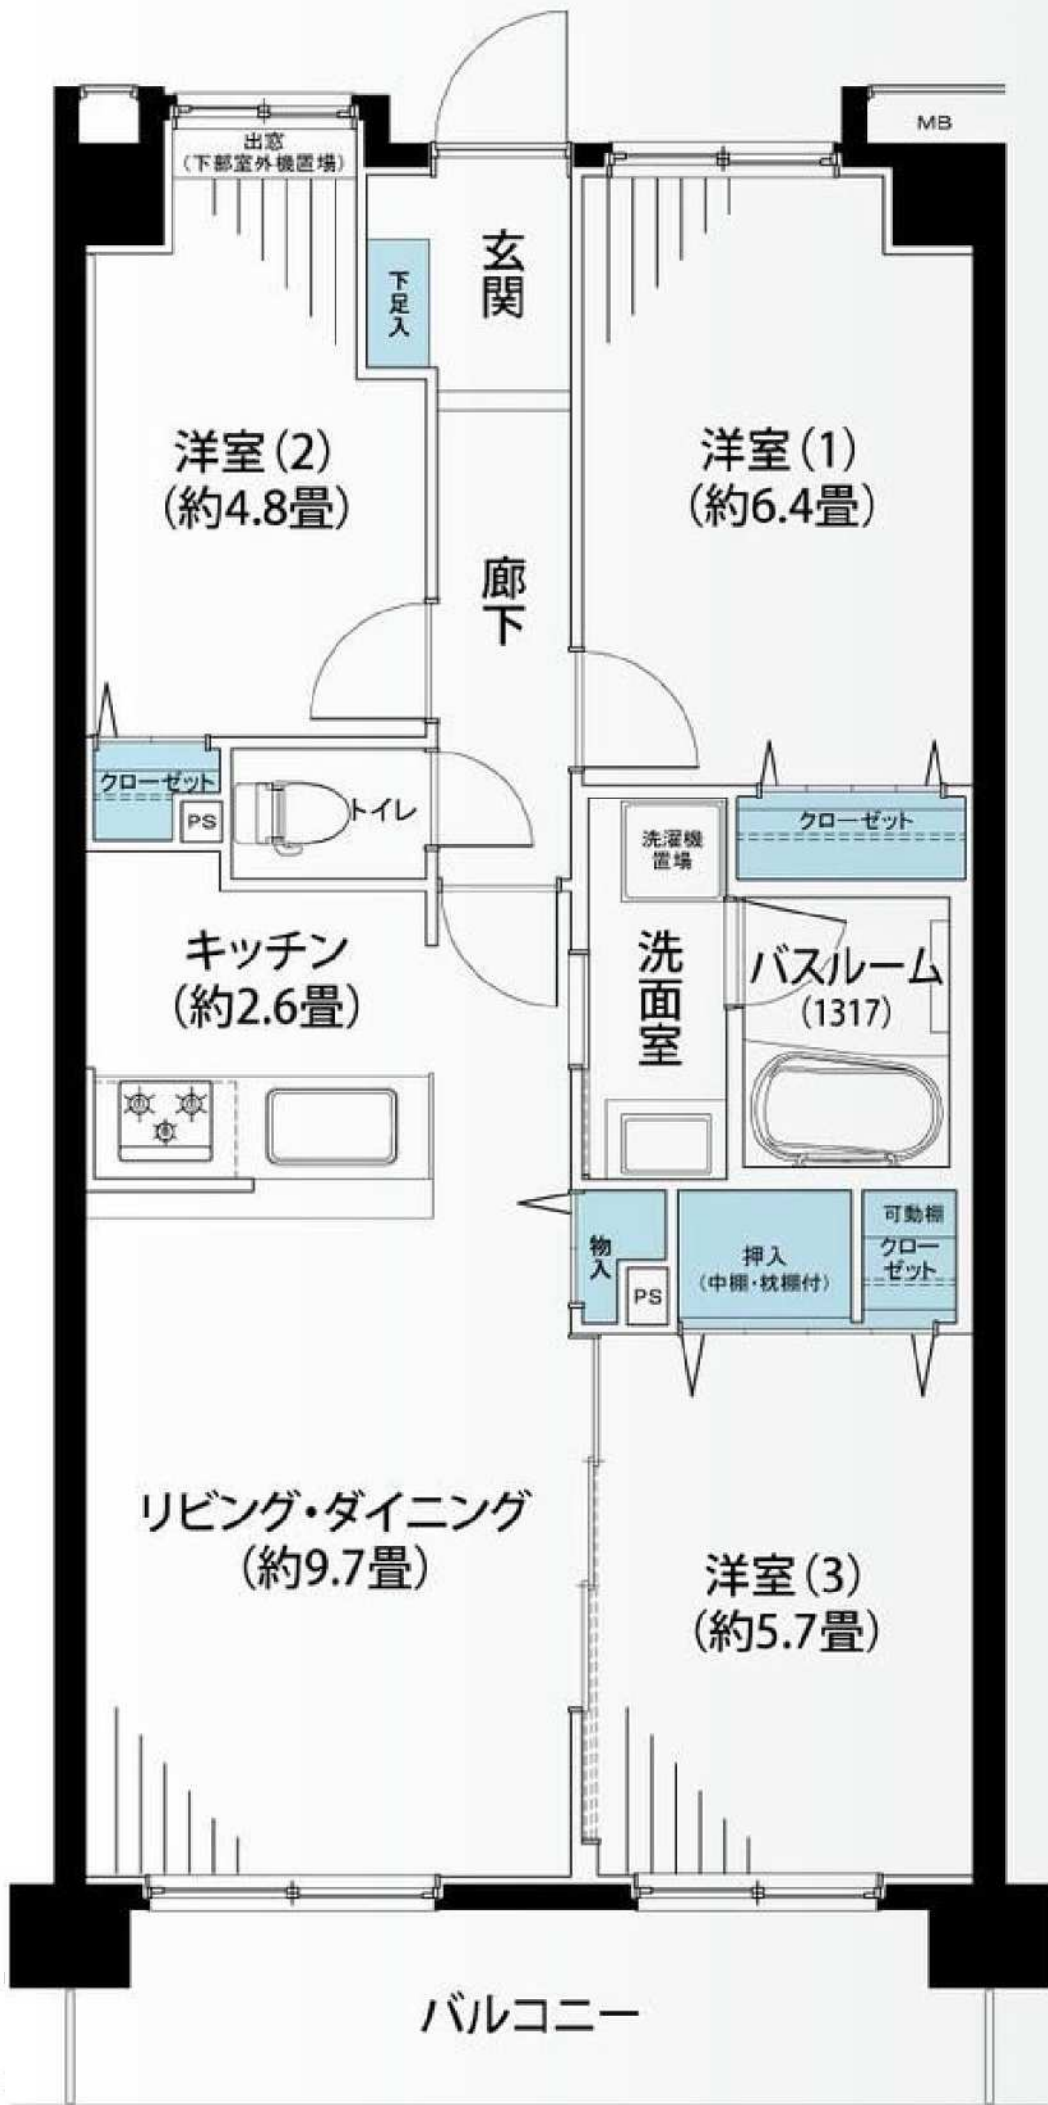 MB
出窓
（下部室外機置場）
玄関
下足入
洋室（2）
（約4.8畳）
洋室（1）
（約6.4畳）
廊下
クローゼット
PS
トイレ
洗濯機
置場
クローゼット
キッチン
（約2.6畳）
洗面室
バスルーム
（1317）
物入
PS
押入
（中棚・枕棚付）
可動棚
クロー
ゼット
リビング・ダイニング
（約9.7畳）
洋室（3）
（約5.7畳）
バルコニー